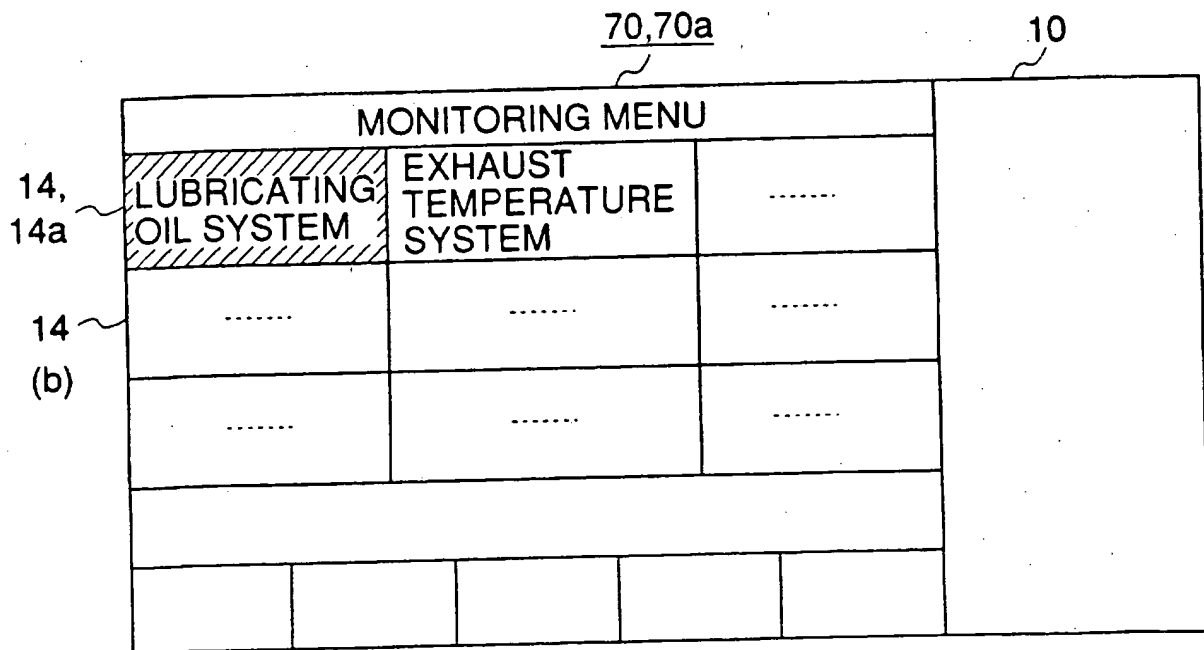 70,70a
10
MONITORING MENU
14,
14a
LUBRICATING
OIL SYSTEM
EXHAUST
TEMPERATURE
SYSTEM
-------
14
(b)
-------
-------
-------
-------
-------
-------